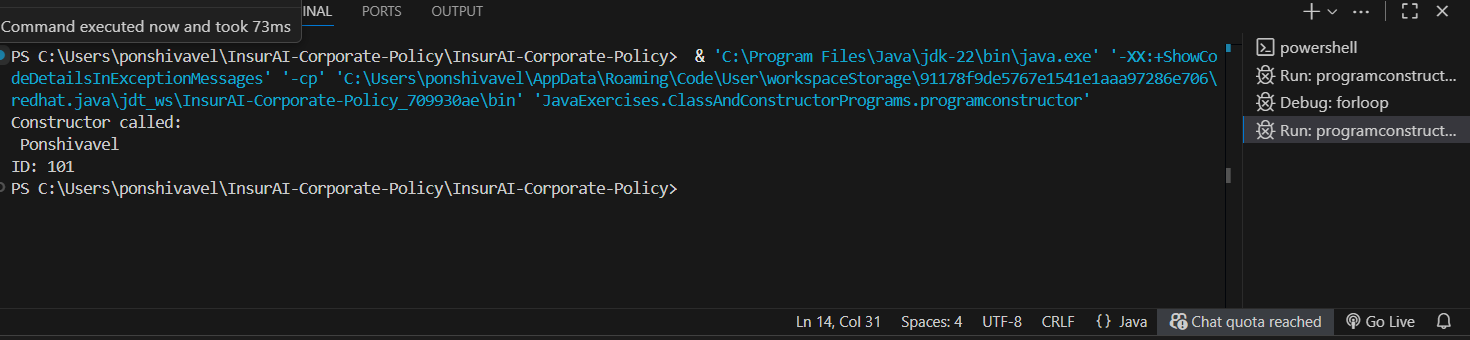 Command executed now and took 73ms
PORTS
OUTPUT
PS C:\Users\ponshivavel\InsurAI-Corporate-Policy\InsurAI-Corporate-Policy>  & 'C:\Program Files\Java\jdk-22\bin\java.exe' '-XX:+ShowCo
deDetailsInExceptionMessages' '-cp' 'C:\Users\ponshivavel\AppData\Roaming\Code\User\workspaceStorage\91178f9de5767e1541e1aaa97286e706\
redhat.java\jdt_ws\InsurAI-Corporate-Policy_709930ae\bin' 'JavaExercises.ClassAndConstructorPrograms.programconstructor'
Constructor called:
 Ponshivavel
ID: 101
PS C:\Users\ponshivavel\InsurAI-Corporate-Policy\InsurAI-Corporate-Policy>
powershell
Run: programconstruct...
Debug: forloop
Run: programconstruct...
Ln 14, Col 31
Spaces: 4
UTF-8
CRLF
{} Java
Chat quota reached
Go Live